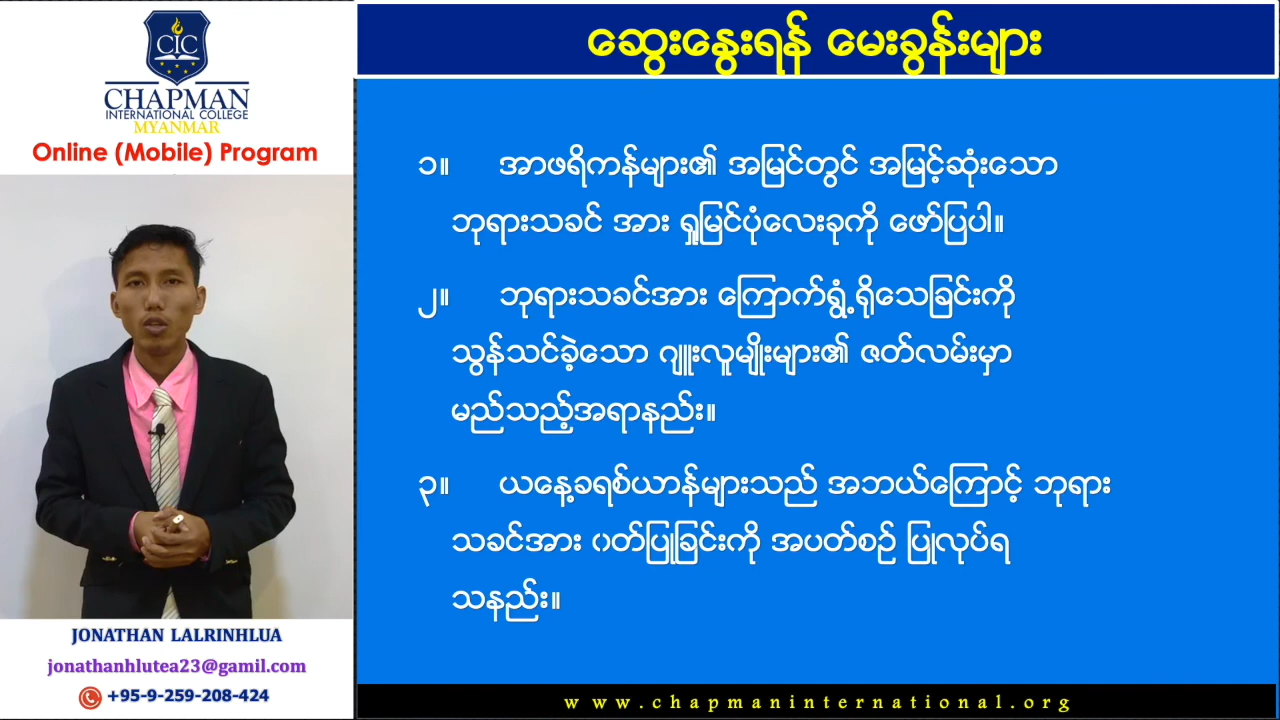 CIC
CHAPMAN
INTERNATIONAL COLLEGE
MYANMAR
Online (Mobile) Program
JONATHAN LALRINHLUA
jonathanhlutea23@gamil.com
+95-9-259-208-424
ဆွေးနွေးရန် မေးခွန်းများ
၁။ အာဖရိကန်များ၏ အမြင်တွင် အမြင့်ဆုံးသော
ဘုရားသခင် အား ရှုမြင်ပုံလေးခုကို ဖော်ပြပါ။
၂။ ဘုရားသခင်အား ကြောက်ရွံ့ရိုသေခြင်းကို
သွန်သင်ခဲ့သော ဂျူးလူမျိုးများ၏ ဇတ်လမ်းမှာ
မည်သည့်အရာနည်း။
၃။ ယနေ့ခရစ်ယာန်များသည် အဘယ်ကြောင့် ဘုရား
သခင်အား ဂတ်ပြုခြင်းကို အပတ်စဉ် ပြုလုပ်ရ
သနည်း။
www.chapmaninternational.org